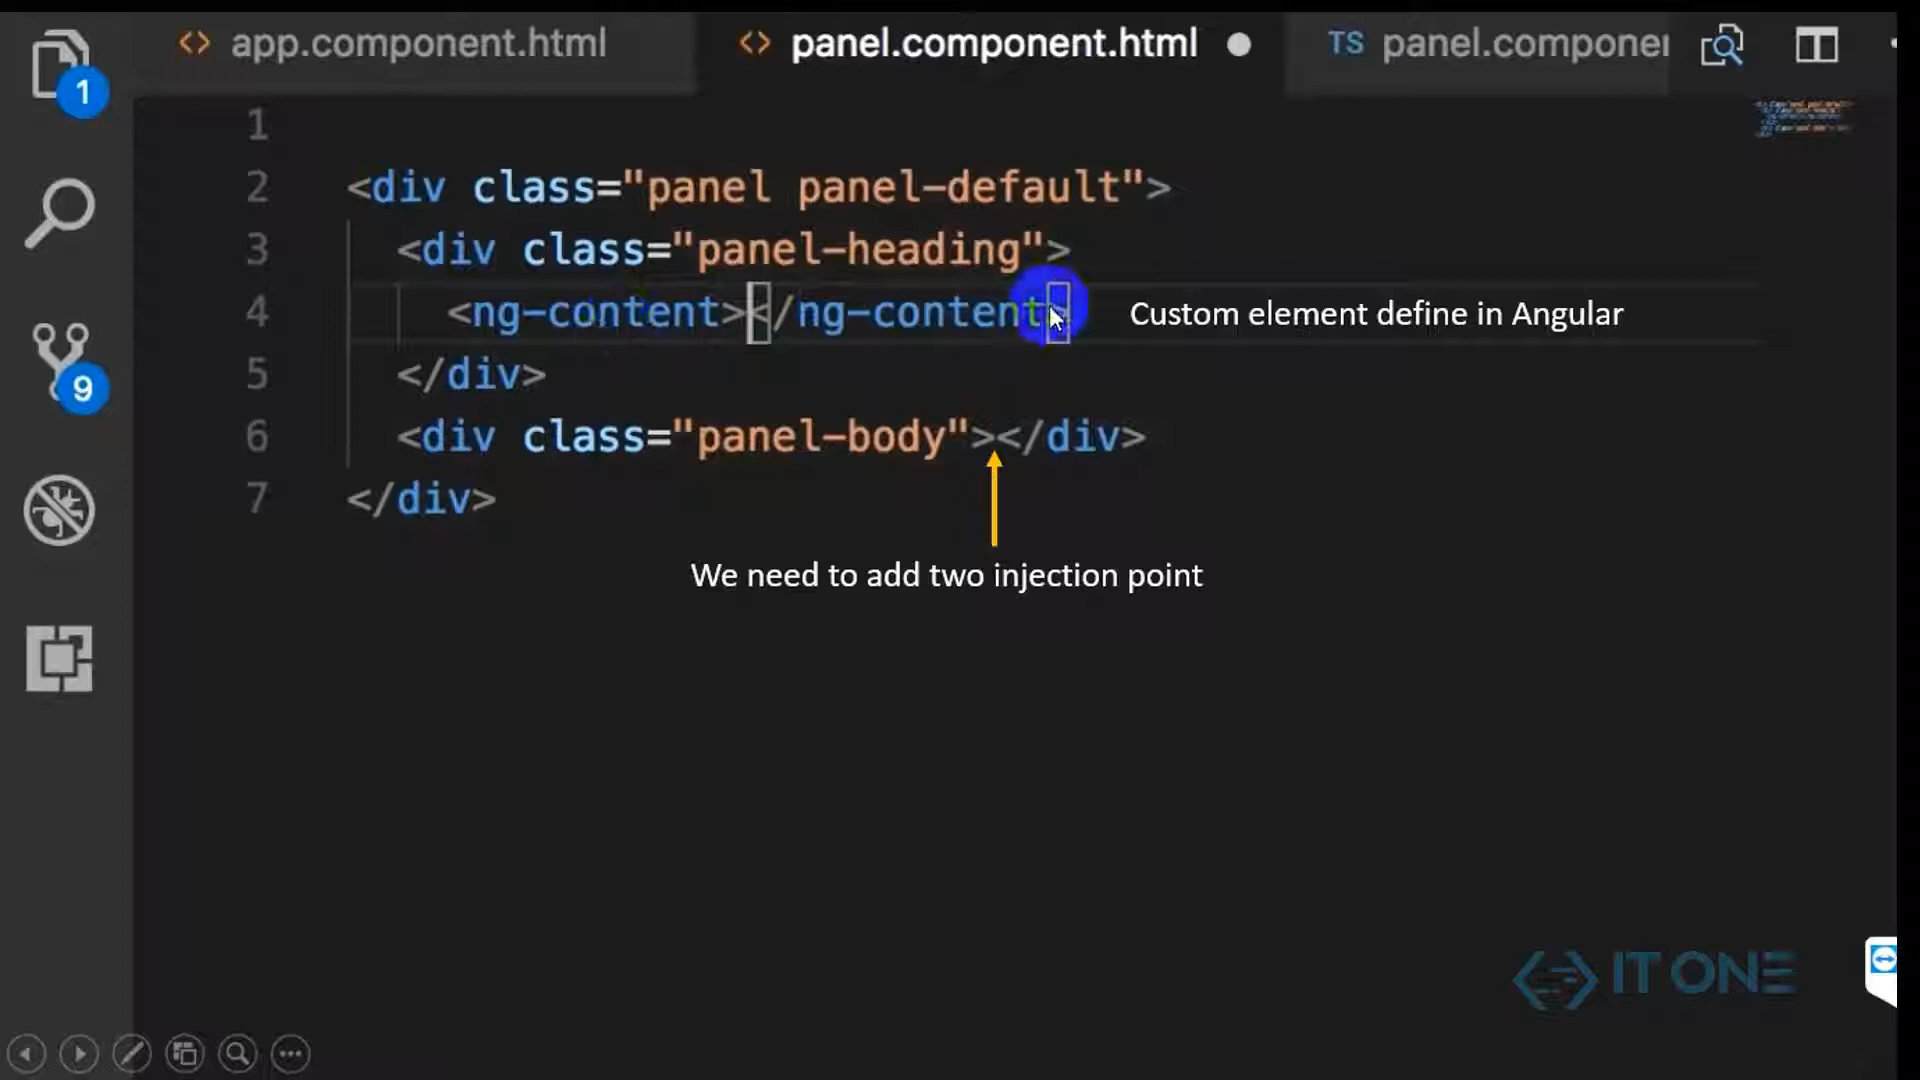 app.component.html
panel.component.html
TS panel.componen
1
9
1
2 <div class="panel panel-default">
3 <div class="panel-heading">
4 <ng-content></ng-content>
Custom element define in Angular
5 </div>
6 <div class="panel-body"></div>
7 </div>
We need to add two injection point
IT ONE